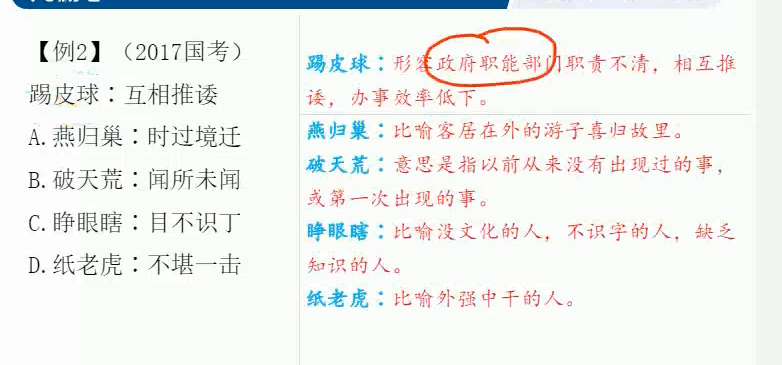 【例2】（2017国考）
踢皮球：互相推诿
A.燕归巢：时过境迁
B.破天荒：闻所未闻
C.睁眼瞎：目不识丁
D.纸老虎：不堪一击
踢皮球：形容政府职能部门职责不清，相互推
诿，办事效率低下。
燕归巢：比喻客居在外的游子喜归故里。
破天荒：意思是指以前从来没有出现过的事，
或第一次出现的事。
睁眼瞎：比喻没文化的人，不识字的人，缺乏
知识的人。
纸老虎：比喻外强中干的人。